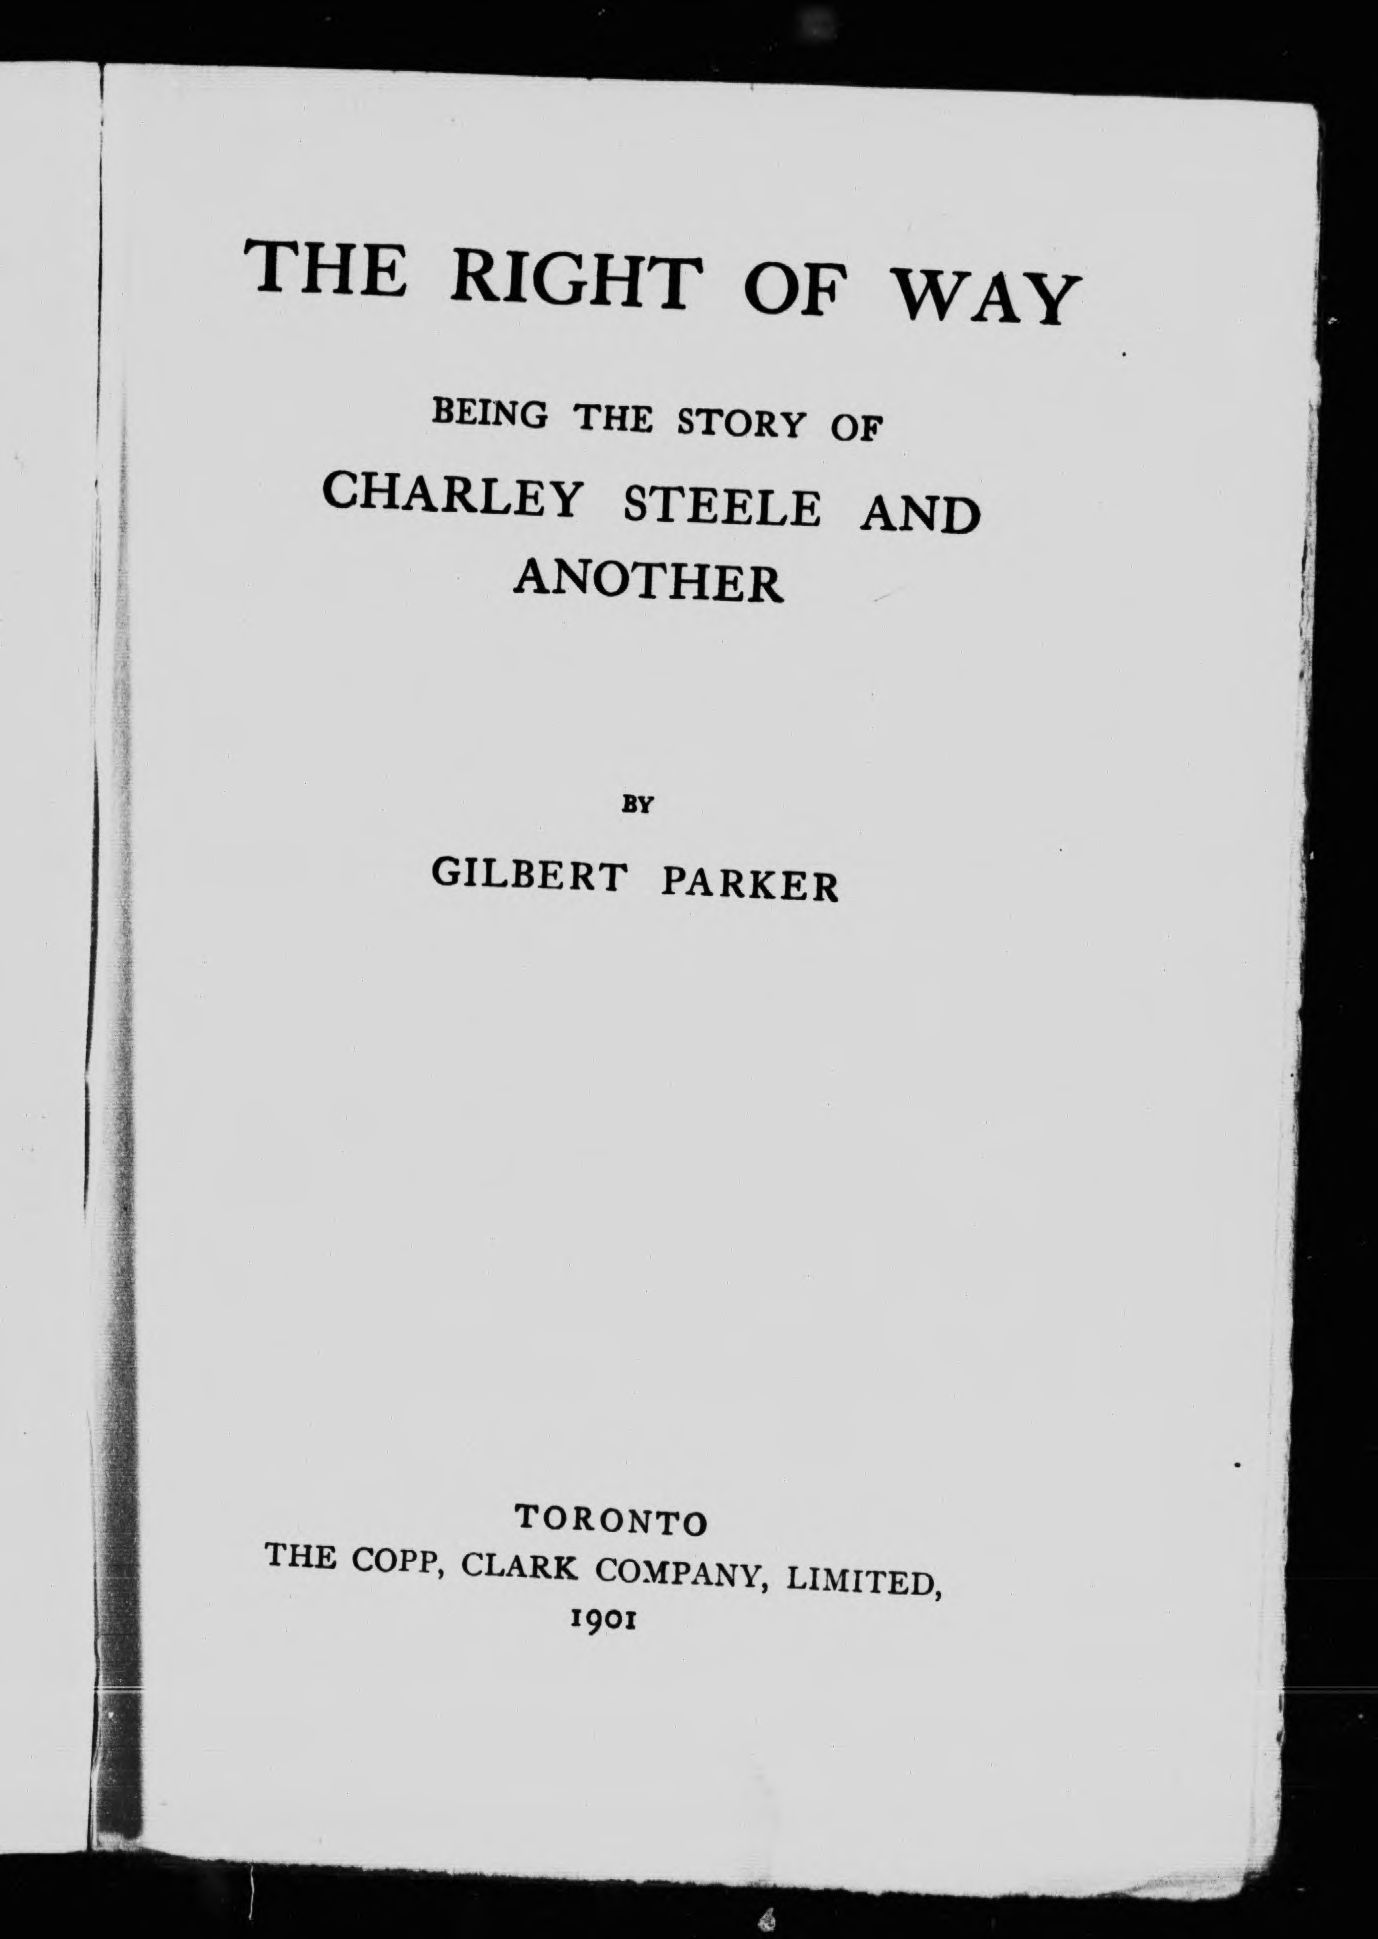 THE RIGHT OF WAY
BEING THE STORY OF
CHARLEY STEELE AND
ANOTHER
BY
GILBERT PARKER
TORONTO
THE COPP, CLARK COMPANY, LIMITED,
1901